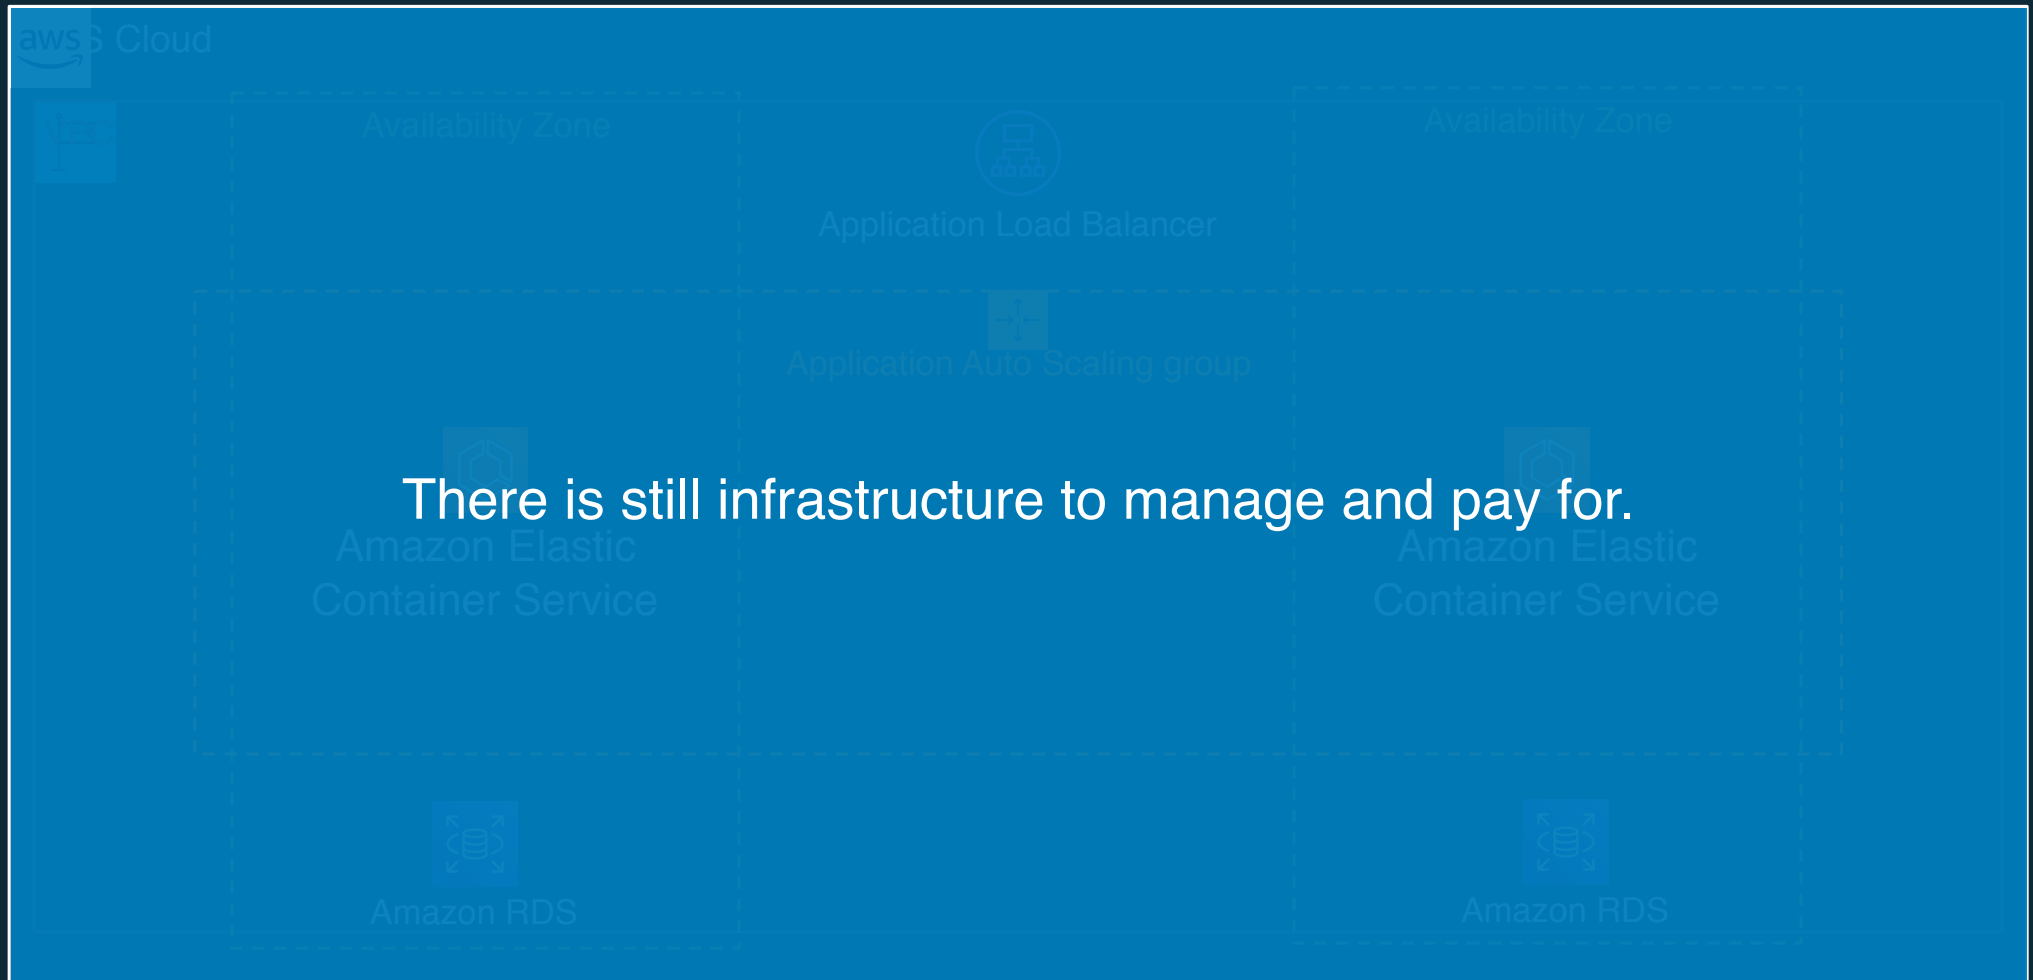 aws S Cloud
VPC
Availability Zone
Availability Zone
Application Load Balancer
Application Auto Scaling group
There is still infrastructure to manage and pay for.
Amazon Elastic
Container Service
Amazon Elastic
Container Service
Amazon RDS
Amazon RDS